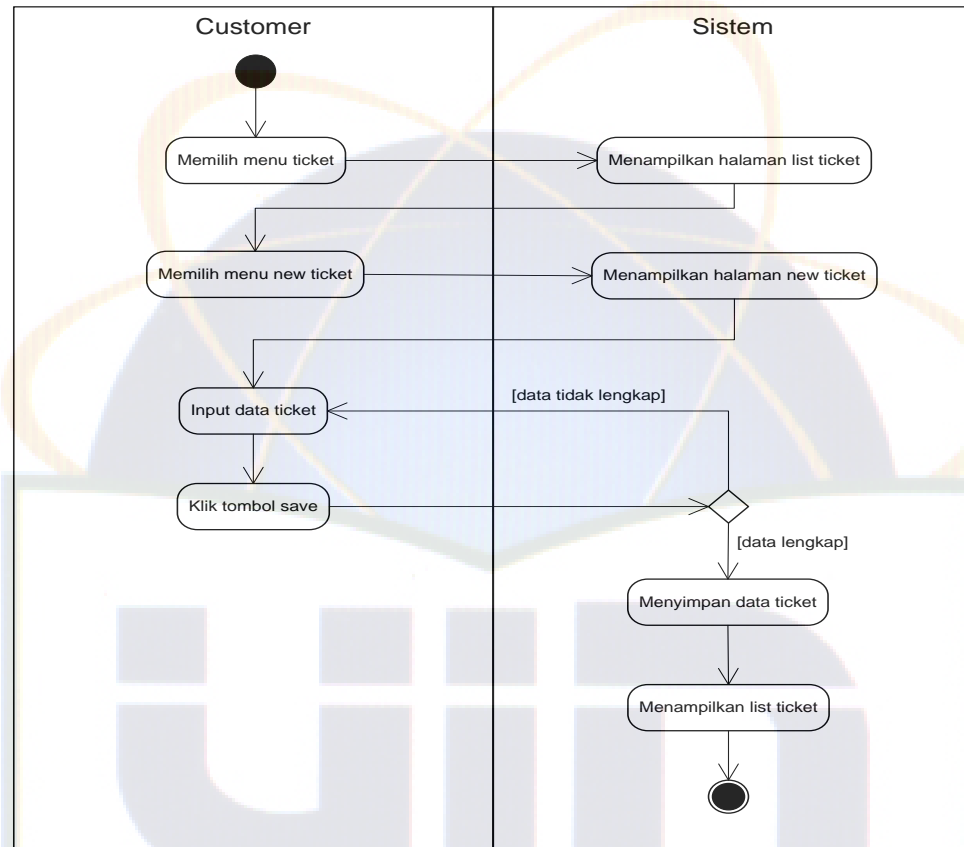 Customer
Sistem
Memilih menu ticket
Menampilkan halaman list ticket
Memilih menu new ticket
Menampilkan halaman new ticket
[data tidak lengkap]
Input data ticket
Klik tombol save
[data lengkap]
Menyimpan data ticket
Menampilkan list ticket
uin